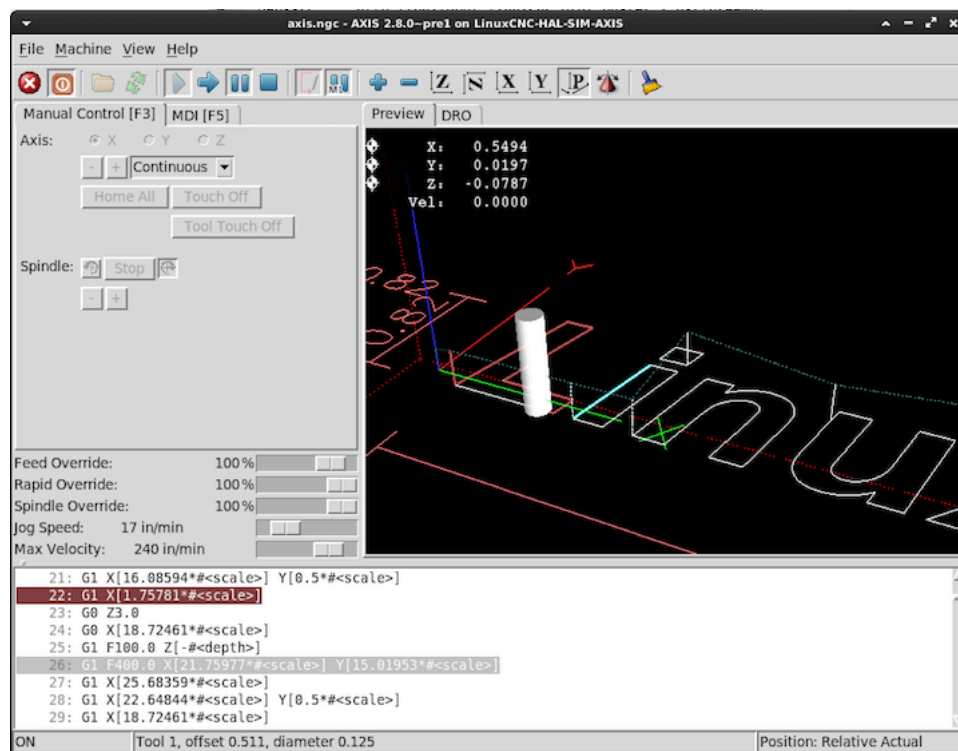 axis.ngc - AXIS 2.8.0~pre1 on LinuxCNC-HAL-SIM-AXIS
File Machine View Help
Z N X Y P
Manual Control [F3] MDI [F5]
Preview DRO
Axis: X Y Z
- + Continuous
Home All Touch Off
Tool Touch Off
Spindle: Stop
- +
X: 0.5494
Y: 0.0197
Z: -0.0787
Vel: 0.0000
Y
Linux
X
Feed Override: 100%
Rapid Override: 100%
Spindle Override: 100%
Jog Speed: 17 in/min
Max Velocity: 240 in/min
21: G1 X[16.08594*#<scale>] Y[0.5*#<scale>]
22: G1 X[1.75781*#<scale>]
23: G0 Z3.0
24: G0 X[18.72461*#<scale>]
25: G1 F100.0 Z[-#<depth>]
26: G1 F400.0 X[21.75977*#<scale>] Y[15.01953*#<scale>]
27: G1 X[25.68359*#<scale>]
28: G1 X[22.64844*#<scale>] Y[0.5*#<scale>]
29: G1 X[18.72461*#<scale>]
ON Tool 1, offset 0.511, diameter 0.125 Position: Relative Actual